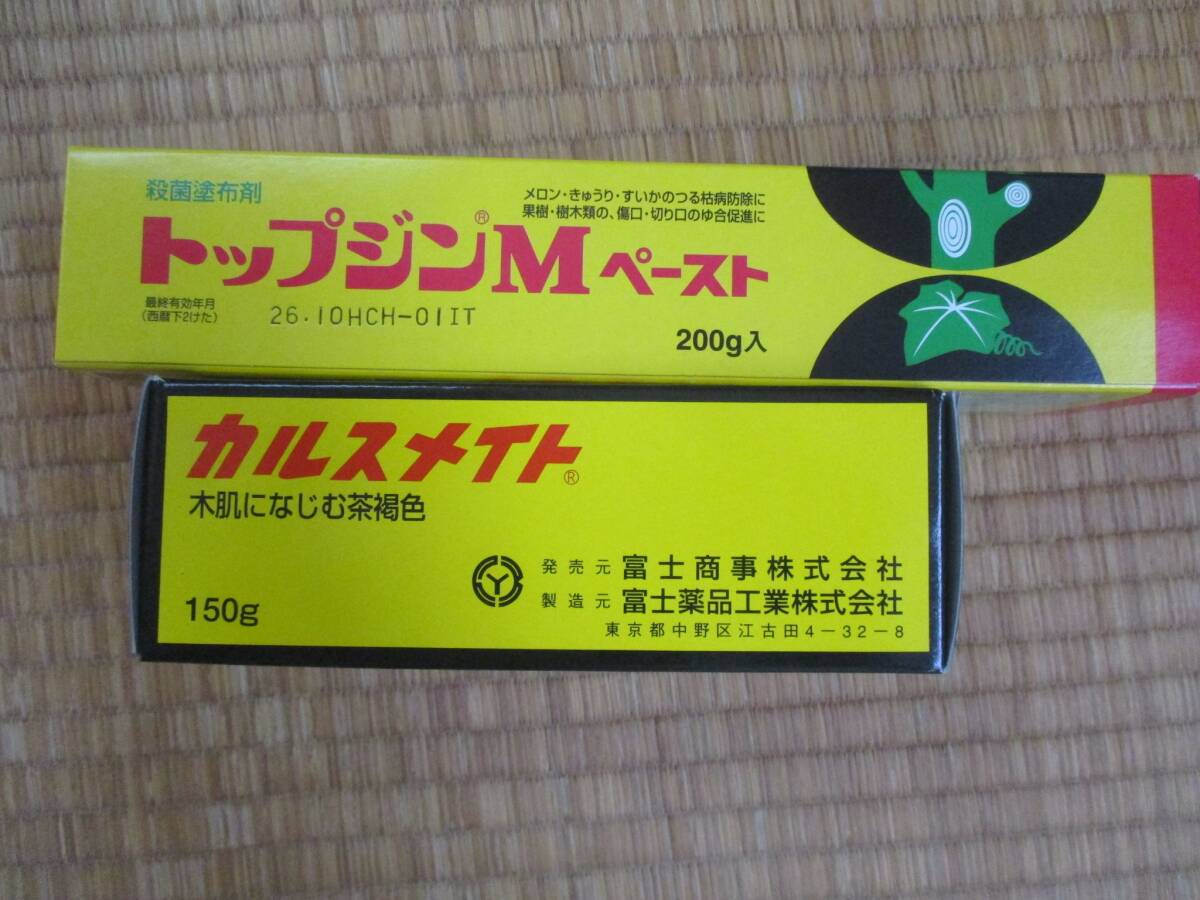 殺菌塗布剤
メロン・きゅうり・すいかのつる枯病防除に
果樹・樹木類の、傷口・切り口のゆ合促進に
トップジン®Mペースト
最終有効年月
(西暦下2けた)
26.10HCH-01IT
200g入
カルスメイト®
木肌になじむ茶褐色
発売元 富士商事株式会社
製造元 富士薬品工業株式会社
東京都中野区江古田4-32-8
150g